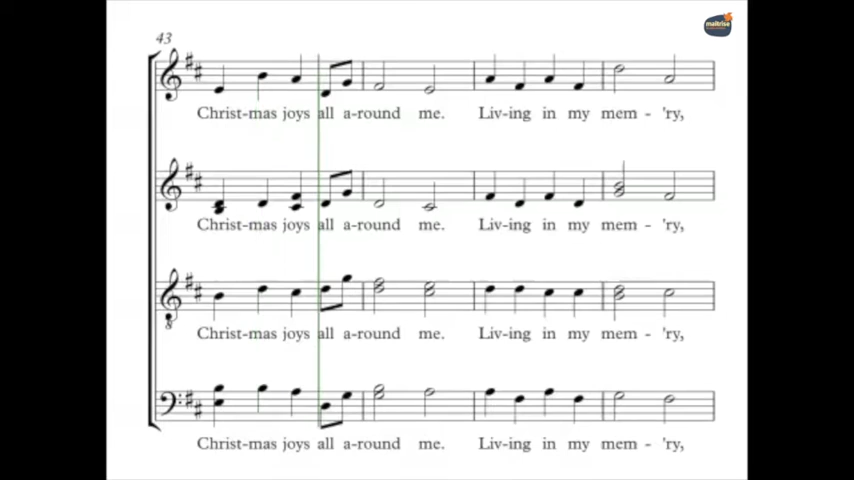 maîtrise
43
Christ-mas joys all a-round me. Liv-ing in my mem - 'ry,
Christ-mas joys all a-round me. Liv-ing in my mem - 'ry,
8
Christ-mas joys all a-round me. Liv-ing in my mem - 'ry,
Christ-mas joys all a-round me. Liv-ing in my mem - 'ry,